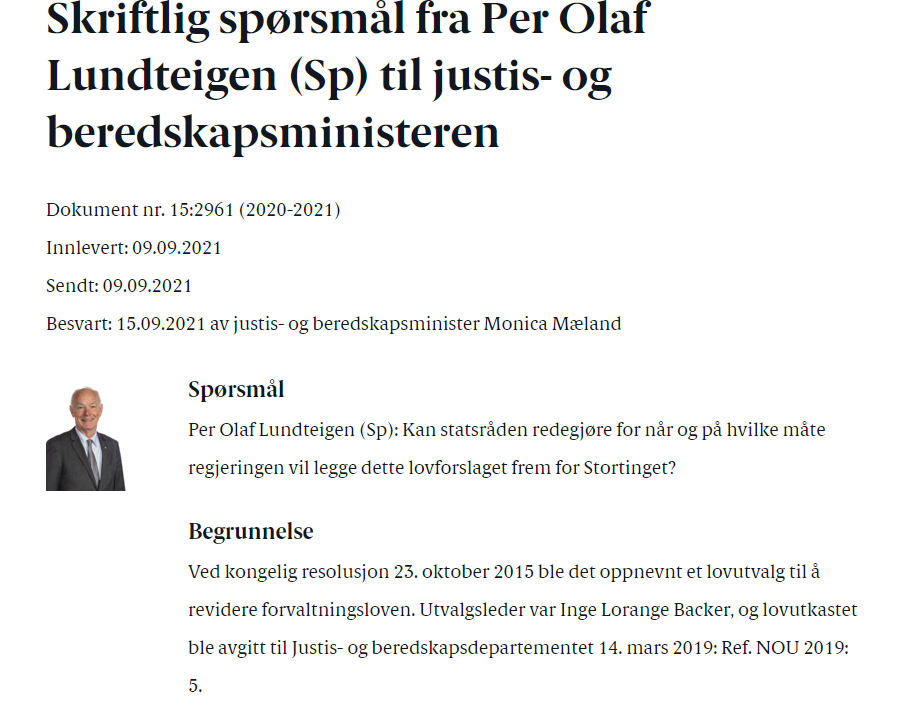 Skriftlig spørsmål fra Per Olaf
Lundteigen (Sp) til justis- og
beredskapsministeren
Dokument nr. 15:2961 (2020-2021)
Innlevert: 09.09.2021
Sendt: 09.09.2021
Besvart: 15.09.2021 av justis- og beredskapsminister Monica Mæland
Spørsmål
Per Olaf Lundteigen (Sp): Kan statsråden redegjøre for når og på hvilke måte
regjeringen vil legge dette lovforslaget frem for Stortinget?
Begrunnelse
Ved kongelig resolusjon 23. oktober 2015 ble det oppnevnt et lovutvalg til å
revidere forvaltningsloven. Utvalgsleder var Inge Lorange Backer, og lovutkastet
ble avgitt til Justis- og beredskapsdepartementet 14. mars 2019: Ref. NOU 2019:
5.